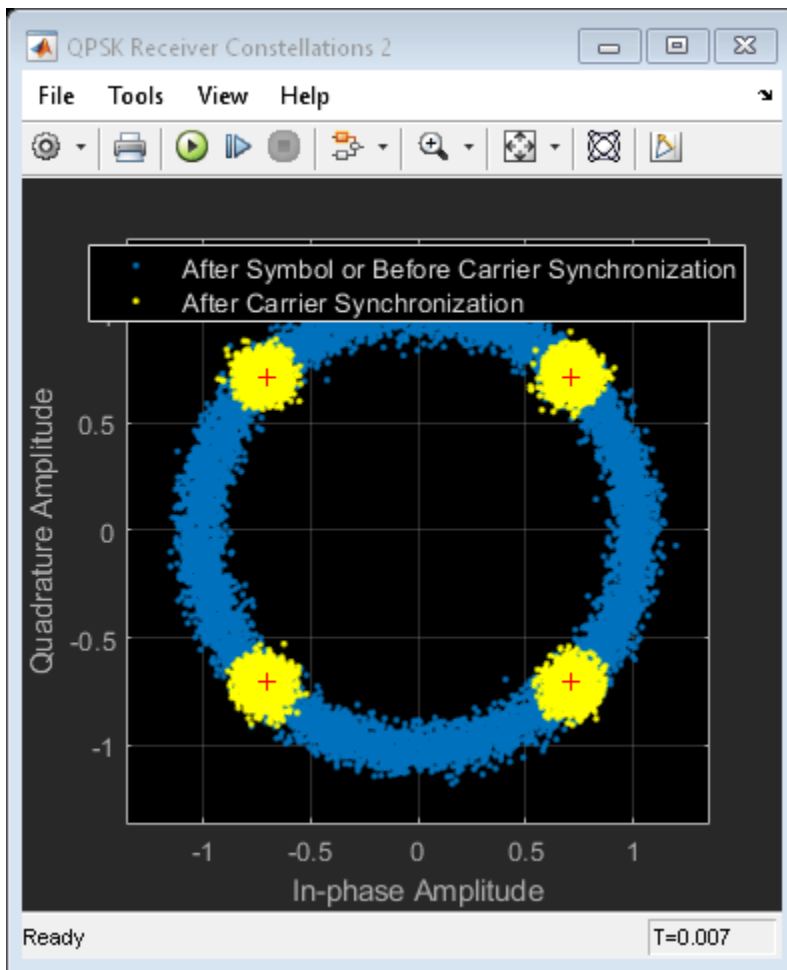 QPSK Receiver Constellations 2
File Tools View Help
After Symbol or Before Carrier Synchronization
After Carrier Synchronization
Quadrature Amplitude
0.5
0
-0.5
-1
-1 -0.5 0 0.5 1
In-phase Amplitude
Ready T=0.007